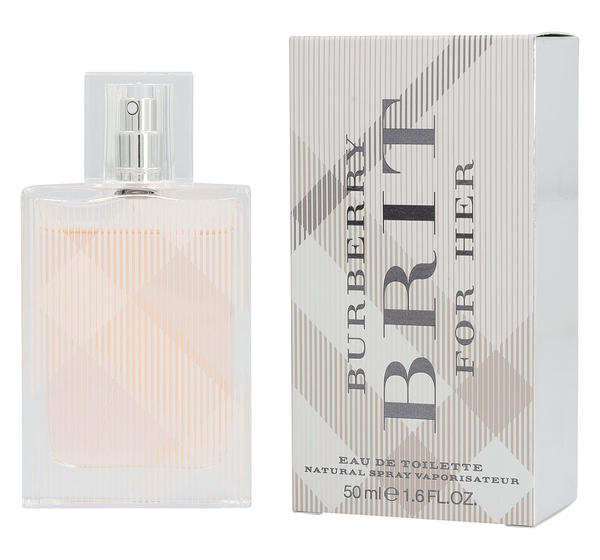 BURBERRY
BRIT
FOR HER
EAU DE TOILETTE
NATURAL SPRAY VAPORISATEUR
50 ml ℮ 1.6 FL.OZ.